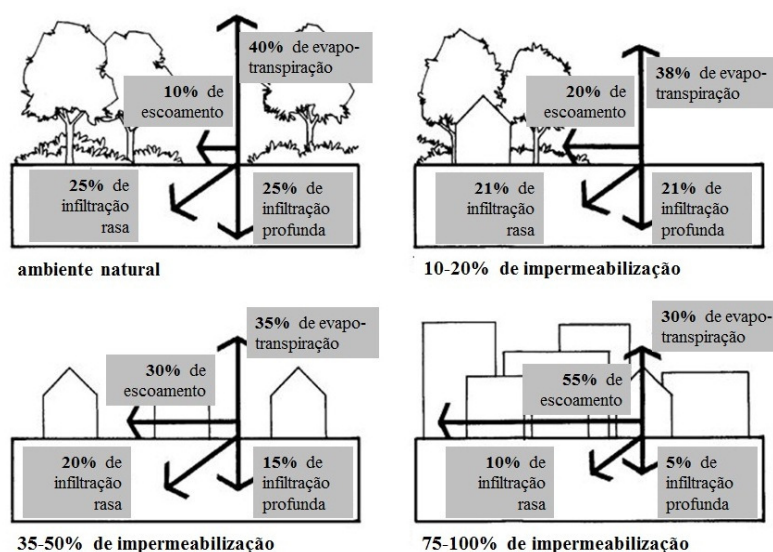 40% de evapo-
transpiração
10% de
escoamento
25% de
infiltração
rasa
25% de
infiltração
profunda
ambiente natural
38% de evapo-
transpiração
20% de
escoamento
21% de
infiltração
rasa
21% de
infiltração
profunda
10-20% de impermeabilização
35% de evapo-
transpiração
30% de
escoamento
20% de
infiltração
rasa
15% de
infiltração
profunda
35-50% de impermeabilização
30% de evapo-
transpiração
55% de
escoamento
10% de
infiltração
rasa
5% de
infiltração
profunda
75-100% de impermeabilização